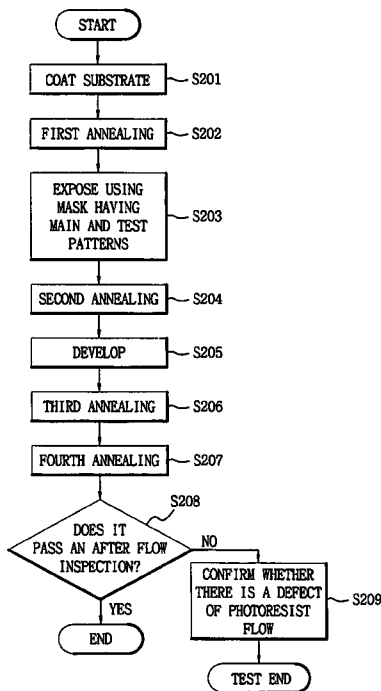 START
COAT SUBSTRATE
S201
FIRST ANNEALING
S202
EXPOSE USING
MASK HAVING
MAIN AND TEST
PATTERNS
S203
SECOND ANNEALING
S204
DEVELOP
S205
THIRD ANNEALING
S206
FOURTH ANNEALING
S207
S208
DOES IT
PASS AN AFTER FLOW
INSPECTION?
NO
YES
END
CONFIRM WHETHER
THERE IS A DEFECT
OF PHOTORESIST
FLOW
S209
TEST END